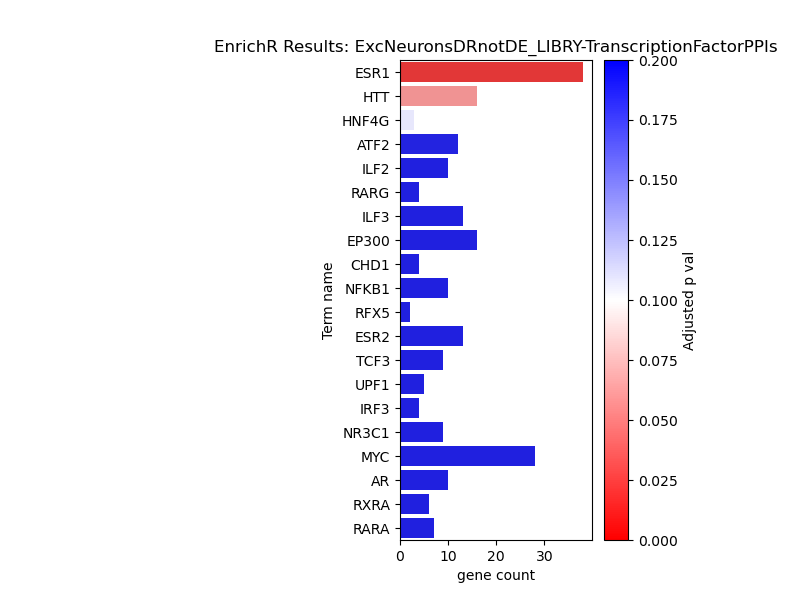 EnrichR Results: ExcNeuronsDRnotDE_LIBRY-TranscriptionFactorPPIs
ESR1
HTT
HNF4G
ATF2
ILF2
RARG
ILF3
EP300
CHD1
NFKB1
RFX5
ESR2
TCF3
UPF1
IRF3
NR3C1
MYC
AR
RXRA
RARA
Term name
0 10 20 30
gene count
0.200
0.175
0.150
0.125
0.100
0.075
0.050
0.025
0.000
Adjusted p val